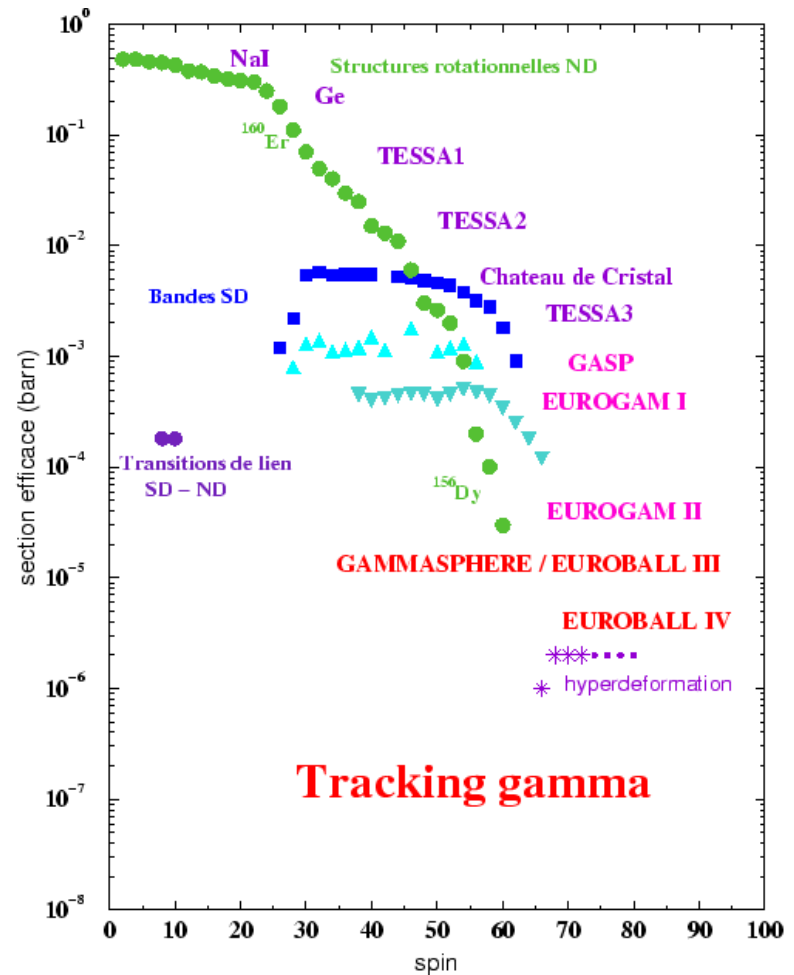 10⁰
NaI
Structures rotationnelles ND
Ge
10⁻¹
¹⁶⁰Er
TESSA1
TESSA2
10⁻²
Chateau de Cristal
Bandes SD
TESSA3
10⁻³
GASP
EUROGAM I
section efficace (barn)
10⁻⁴
Transitions de lien
SD – ND
¹⁵⁶Dy
EUROGAM II
10⁻⁵
GAMMASPHERE / EUROBALL III
EUROBALL IV
10⁻⁶
hyperdeformation
Tracking gamma
10⁻⁷
10⁻⁸
0 10 20 30 40 50 60 70 80 90 100
spin